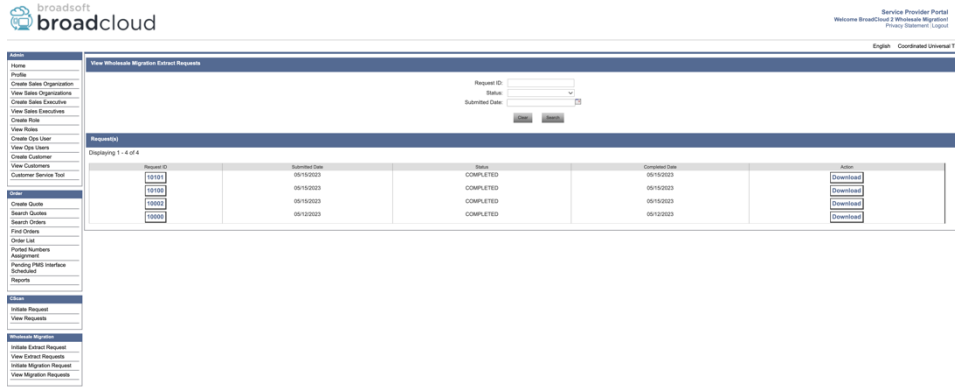 broadsoft
broadcloud
Service Provider Portal
Welcome BroadCloud 2 Wholesale Migration!
Privacy Statement Logout
English Coordinated Universal T
Admin
Home
Profile
Create Sales Organization
View Sales Organizations
Create Sales Executive
View Sales Executives
Create Role
View Roles
Create Ops User
View Ops Users
Create Customer
View Customers
Customer Service Tool
Order
Create Quote
Search Quotes
Search Orders
Find Orders
Order List
Ported Numbers
Assignment
Pending PMS Interface
Scheduled
Reports
CScan
Initiate Request
View Requests
Wholesale Migration
Initiate Extract Request
View Extract Requests
Initiate Migration Request
View Migration Requests
View Wholesale Migration Extract Requests
Request ID:
Status:
Submitted Date:
Clear Search
Request(s)
Displaying 1 - 4 of 4
Request ID Submitted Date Status Completed Date Action
10101 05/15/2023 COMPLETED 05/15/2023 Download
10100 05/15/2023 COMPLETED 05/15/2023 Download
10002 05/15/2023 COMPLETED 05/15/2023 Download
10000 05/12/2023 COMPLETED 05/12/2023 Download